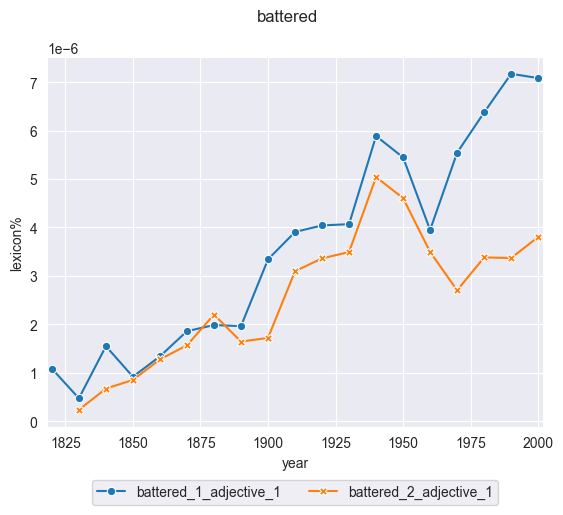 battered
1e−6
7
6
5
4
3
2
1
0
lexicon%
1825 1850 1875 1900 1925 1950 1975 2000
year
battered_1_adjective_1 battered_2_adjective_1